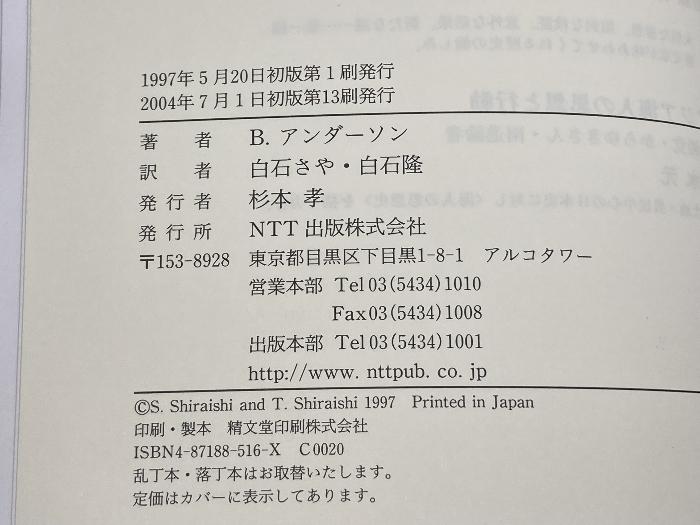 1997年5月20日初版第1刷発行
2004年7月1日初版第13刷発行
著者 B. アンダーソン
訳者 白石さや・白石隆
発行者 杉本 孝
発行所 NTT出版株式会社
〒153-8928 東京都目黒区下目黒1-8-1 アルコタワー
営業本部 Tel 03(5434)1010
Fax 03(5434)1008
出版本部 Tel 03(5434)1001
http://www. nttpub. co. jp
©S. Shiraishi and T. Shiraishi 1997 Printed in Japan
印刷・製本 精文堂印刷株式会社
ISBN4-87188-516-X C0020
乱丁本・落丁本はお取替いたします。
定価はカバーに表示してあります。